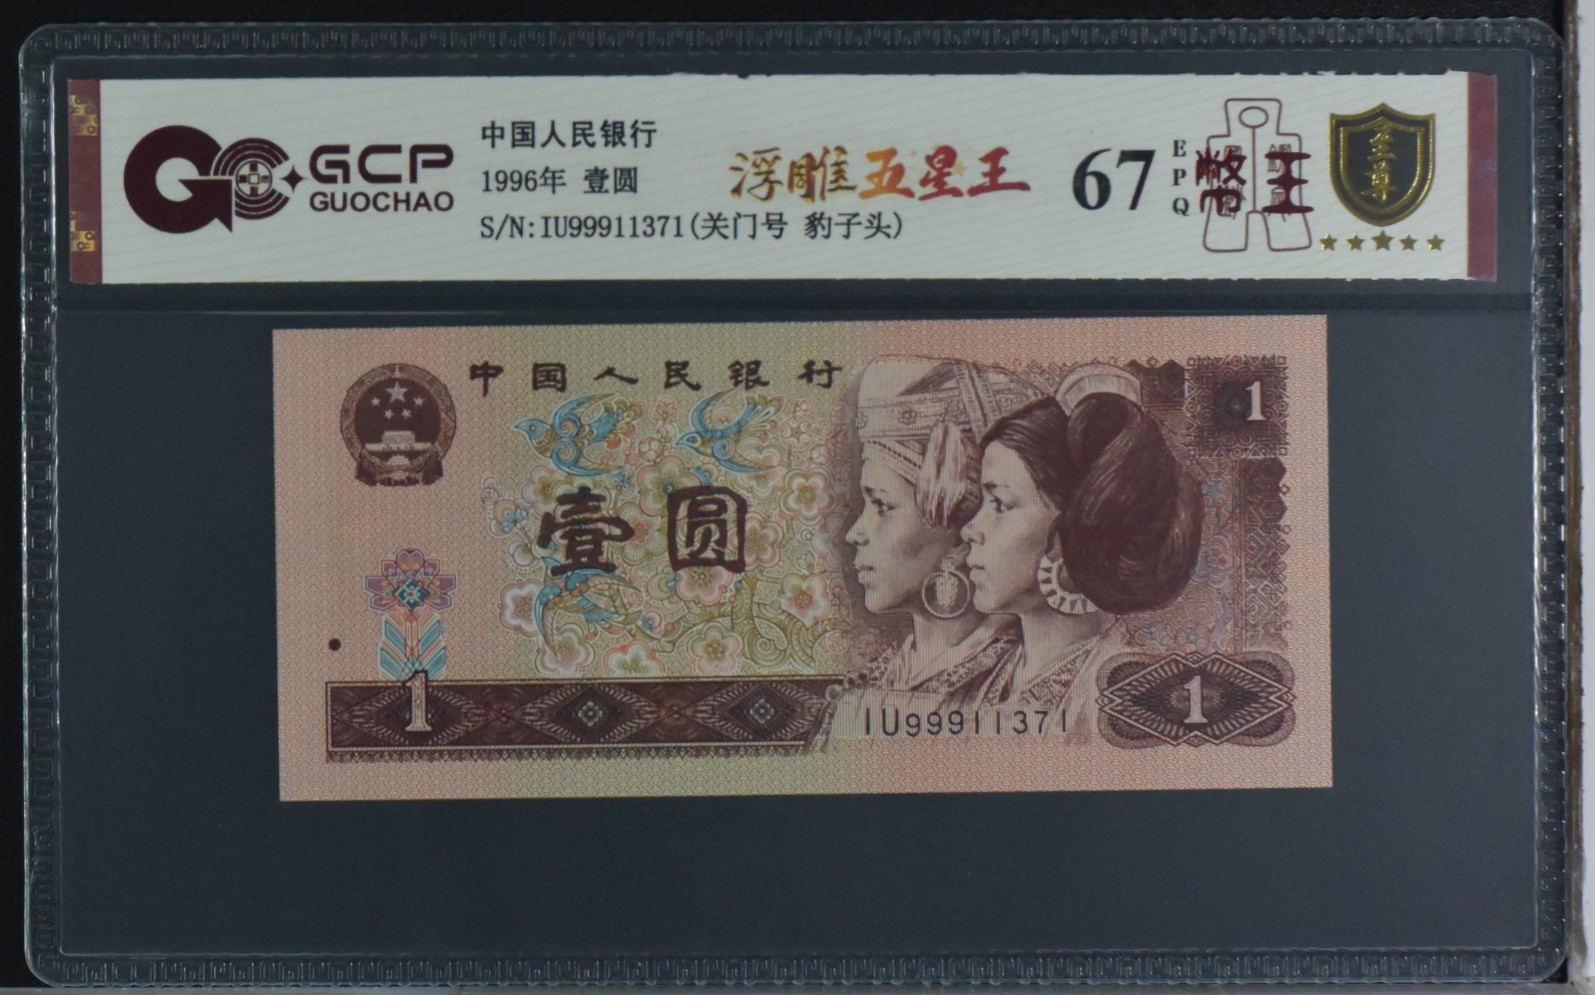 GCP
GUOCHAO
中国人民银行
1996年 壹圆
S/N:IU99911371(关门号 豹子头)
浮雕五星王
67
EPQ
至尊
中国人民银行
1
壹圆
1
IU99911371
1